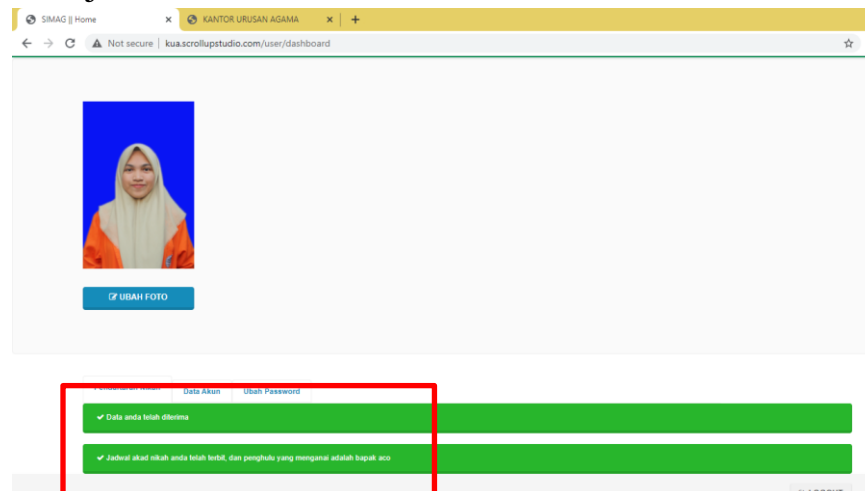 SIMAG || Home
KANTOR URUSAN AGAMA
Not secure | kua.scrollupstudio.com/user/dashboard
UBAH FOTO
Data Akun
Ubah Password
Data anda telah diterima
Jadwal akad nikah anda telah terbit, dan penghulu yang menganai adalah bapak aco